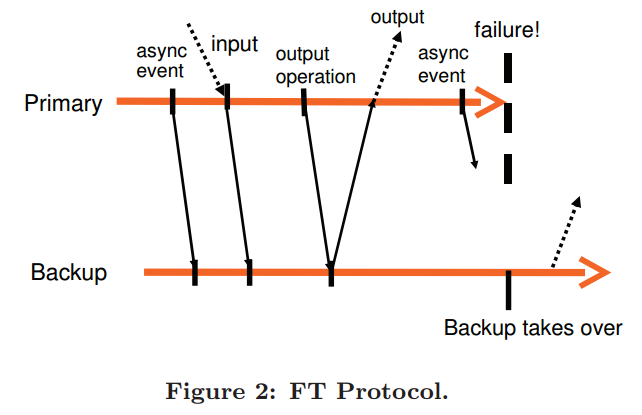 output
failure!
async
event
input
output
operation
async
event
Primary
Backup
Backup takes over
Figure 2: FT Protocol.